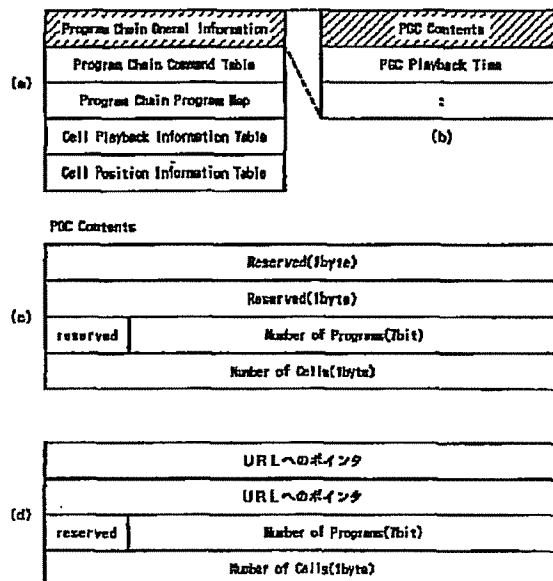 Program Chain General Information
Program Chain Command Table
Program Chain Program Map
Cell Playback Information Table
Cell Position Information Table
(a)
PGC Contents
PGC Playback Time
:
(b)
PGC Contents
(c)
Reserved(1byte)
Reserved(1byte)
reserved
Number of Programs(7bit)
Number of Cells(1byte)
(d)
URLへのポインタ
URLへのポインタ
reserved
Number of Programs(7bit)
Number of Cells(1byte)